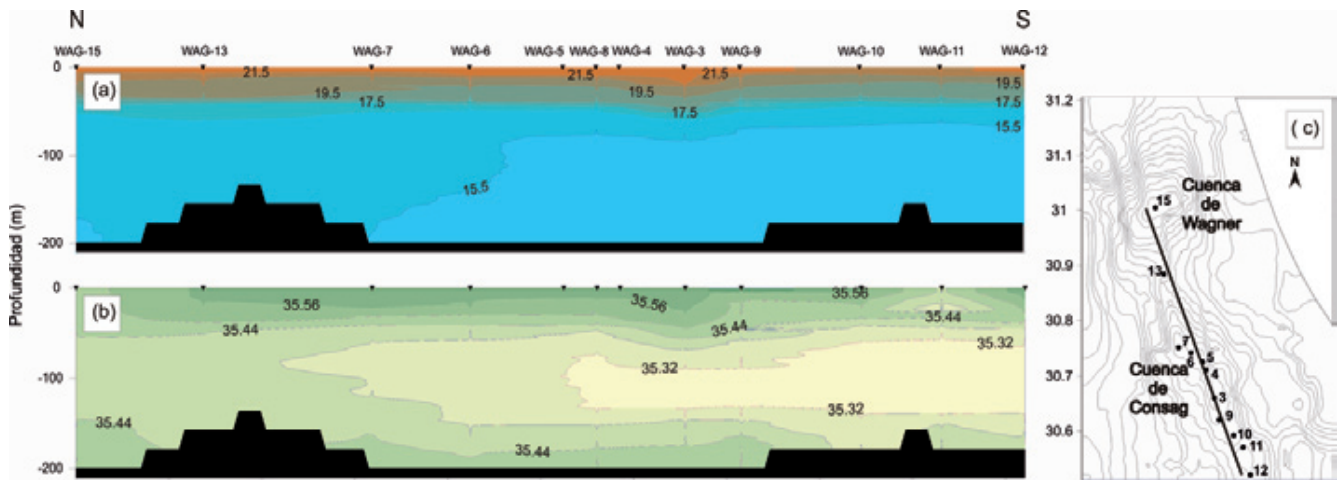 N S
WAG-15 WAG-13 WAG-7 WAG-6 WAG-5 WAG-8 WAG-4 WAG-3 WAG-9 WAG-10 WAG-11 WAG-12
0
(a)
21.5 21.5 21.5
19.5 19.5 19.5
17.5 17.5 17.5
15.5
-100
15.5
-200
Profundidad (m)
0
(b)
35.56 35.56 35.56
35.44 35.44 35.44
35.32 35.32
-100
35.32
35.44 35.44 35.44
-200
31.2
( c)
N
31.1
Cuenca
de
Wagner
15
31
30.9
13
30.8
7
6
5
30.7
4
Cuenca
de
Consag
3
9
30.6
10
11
12